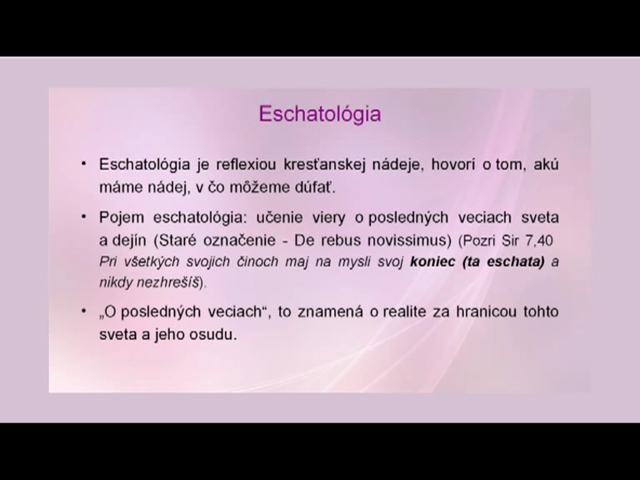 Eschatológia
• Eschatológia je reflexiou kresťanskej nádeje, hovorí o tom, akú
máme nádej, v čo môžeme dúfať.
• Pojem eschatológia: učenie viery o posledných veciach sveta
a dejín (Staré označenie - De rebus novissimus) (Pozri Sir 7,40
Pri všetkých svojich činoch maj na mysli svoj koniec (ta eschata) a
nikdy nezhrešíš).
• „O posledných veciach“, to znamená o realite za hranicou tohto
sveta a jeho osudu.